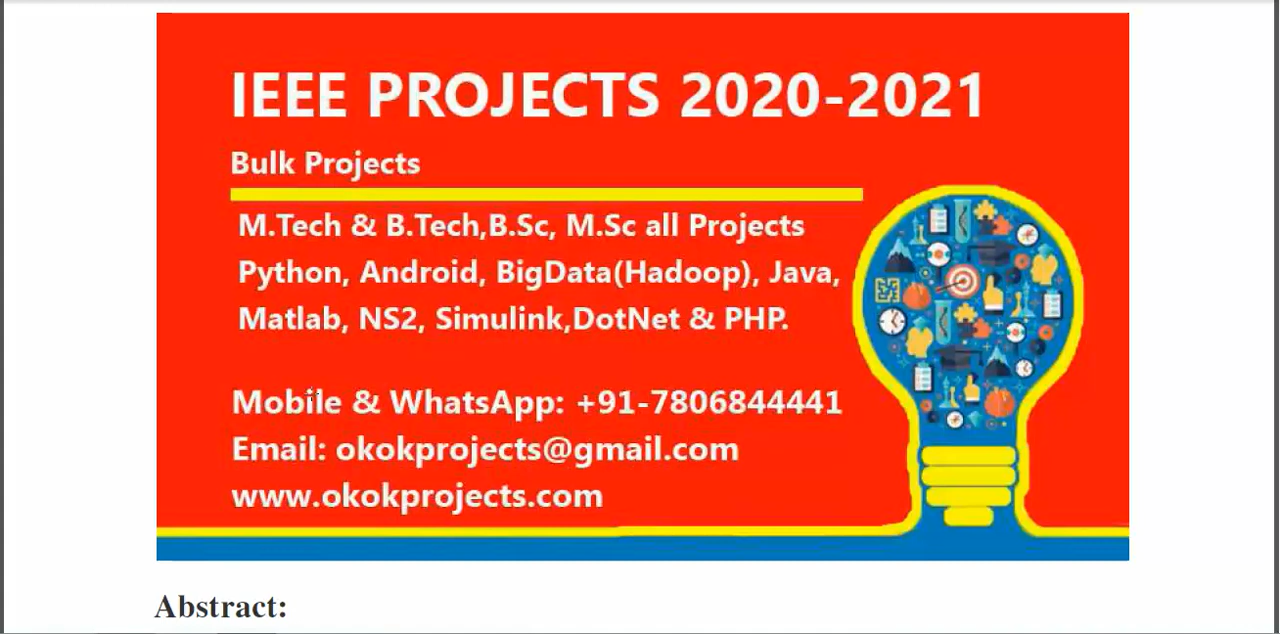 IEEE PROJECTS 2020-2021
Bulk Projects
M.Tech & B.Tech,B.Sc, M.Sc all Projects
Python, Android, BigData(Hadoop), Java,
Matlab, NS2, Simulink,DotNet & PHP.
Mobile & WhatsApp: +91-7806844441
Email: okokprojects@gmail.com
www.okokprojects.com
Abstract: